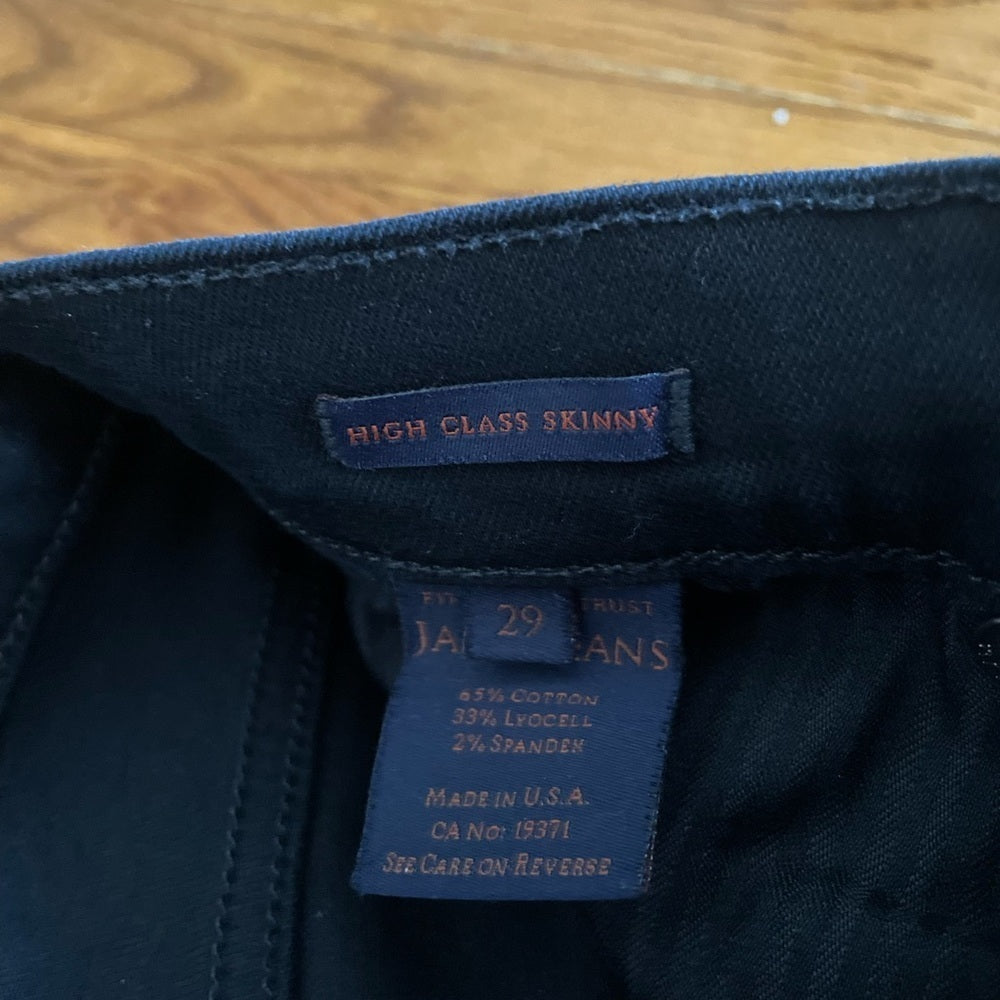 HIGH CLASS SKINNY
29
TRUST
65% COTTON
33% LYOCELL
2% SPANDEX
MADE IN U.S.A.
CA NO: 19371
SEE CARE ON REVERSE